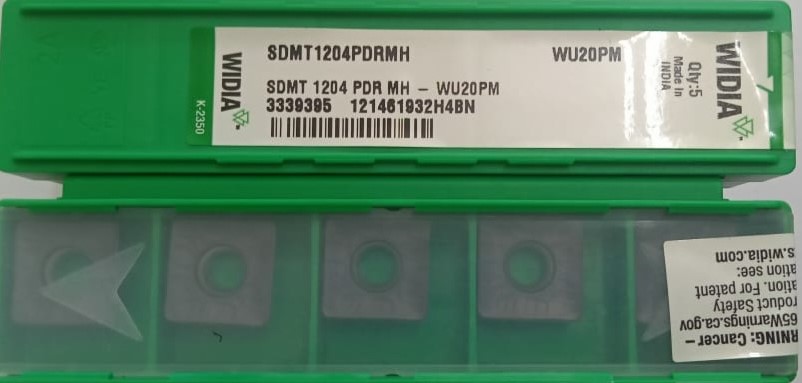 WIDIA
SDMT1204PDRMH
WU20PM
SDMT 1204 PDR MH - WU20PM
3339395 121461932H4BN
Qty:5
Made in
INDIA
WIDIA
K-2350
RNING: Cancer –
65Warnings.ca.gov
roduct Safety
ation. For patent
ation see:
s.widia.com